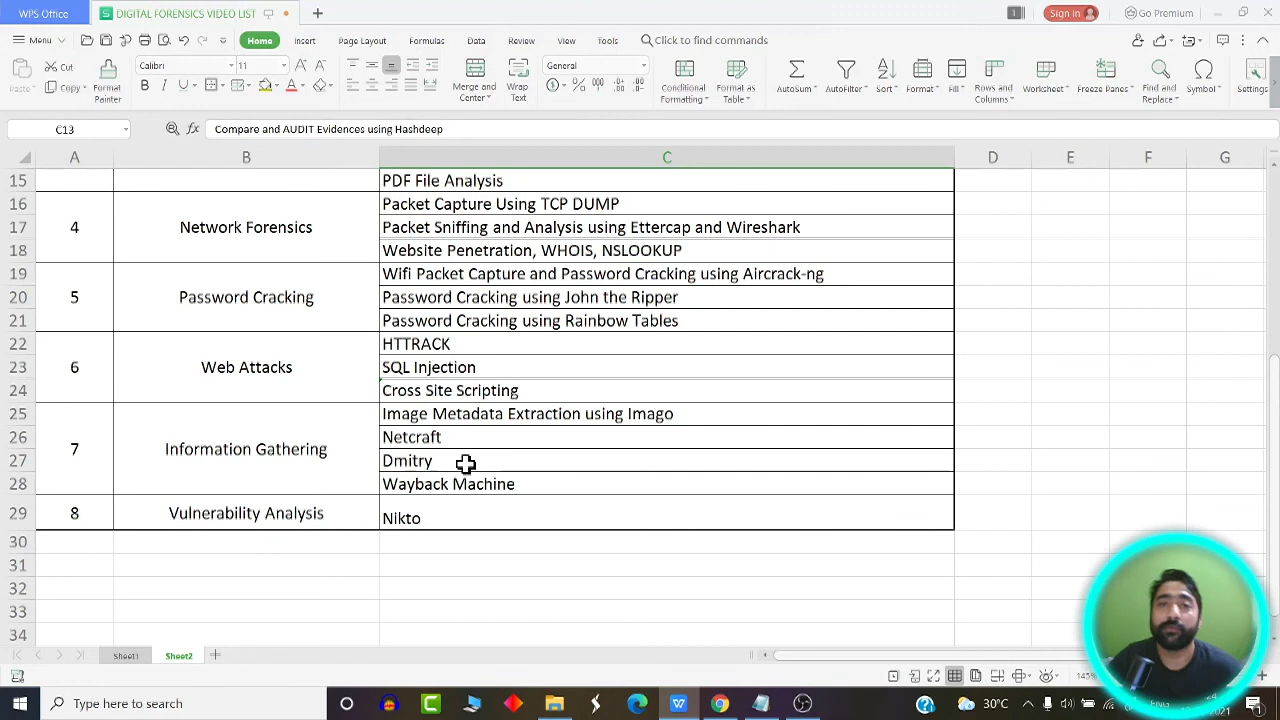 WPS Office
DIGITAL FORENSICS VIDEO LIST
Sign in
Go Premium
Menu
Home
Insert
Page Layout
Formulas
Data
Review
View
Tools
Click to find commands
Paste
Cut
Copy
Format Painter
Calibri
11
Merge and Center
Wrap Text
General
Conditional Formatting
Format as Table
AutoSum
AutoFilter
Sort
Format
Fill
Rows and Columns
Worksheet
Freeze Panes
Find and Replace
Symbol
Settings
C13
fx
Compare and AUDIT Evidences using Hashdeep
A B C D E F G
15 PDF File Analysis
16 Packet Capture Using TCP DUMP
17 4 Network Forensics Packet Sniffing and Analysis using Ettercap and Wireshark
18 Website Penetration, WHOIS, NSLOOKUP
19 Wifi Packet Capture and Password Cracking using Aircrack-ng
20 5 Password Cracking Password Cracking using John the Ripper
21 Password Cracking using Rainbow Tables
22 HTTRACK
23 6 Web Attacks SQL Injection
24 Cross Site Scripting
25 Image Metadata Extraction using Imago
26 Netcraft
7 Information Gathering
27 Dmitry
28 Wayback Machine
29 8 Vulnerability Analysis Nikto
30
31
32
33
34
Sheet1
Sheet2
Type here to search
30°C